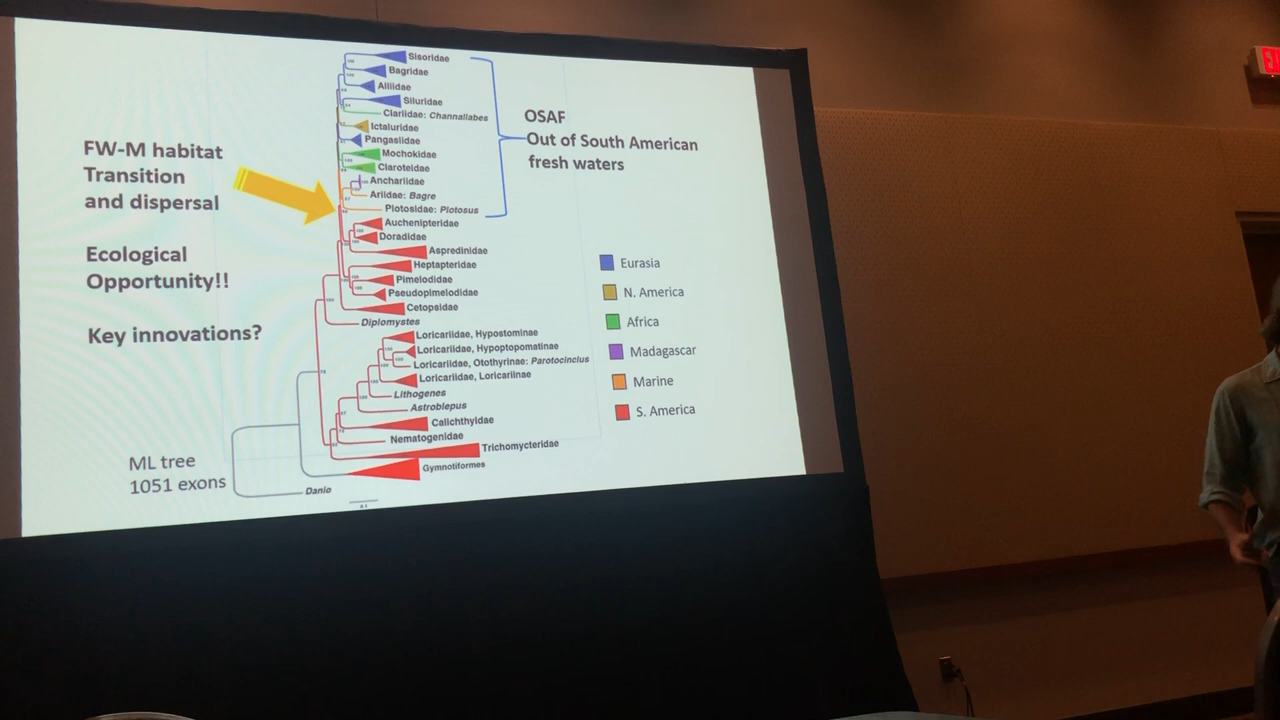 FW-M habitat
Transition
and dispersal
Ecological
Opportunity!!
Key innovations?
ML tree
1051 exons
Sisoridae
Bagridae
Ailiidae
Siluridae
Clariidae: Channallabes
Ictaluridae
Pangasiidae
Mochokidae
Claroteidae
Anchariidae
Ariidae: Bagre
Plotosidae: Plotosus
Auchenipteridae
Doradidae
Aspredinidae
Heptapteridae
Pimelodidae
Pseudopimelodidae
Cetopsidae
Diplomystes
Loricariidae, Hypostominae
Loricariidae, Hypoptopomatinae
Loricariidae, Otothyrinae: Parotocinclus
Loricariidae, Loricariinae
Lithogenes
Astroblepus
Callchthyidae
Nematogenidae
Trichomycteridae
Gymnotiformes
Danio
OSAF
Out of South American
fresh waters
Eurasia
N. America
Africa
Madagascar
Marine
S. America